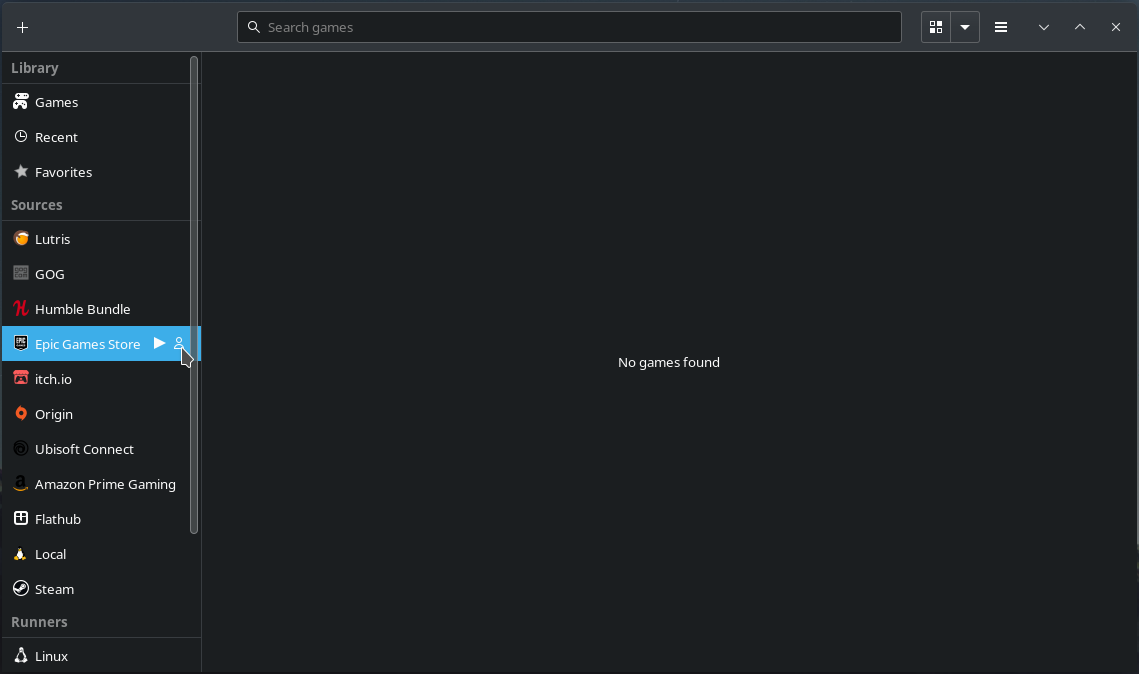 Search games
Library
Games
Recent
Favorites
Sources
Lutris
GOG
Humble Bundle
Epic Games Store
itch.io
Origin
Ubisoft Connect
Amazon Prime Gaming
Flathub
Local
Steam
Runners
Linux
No games found